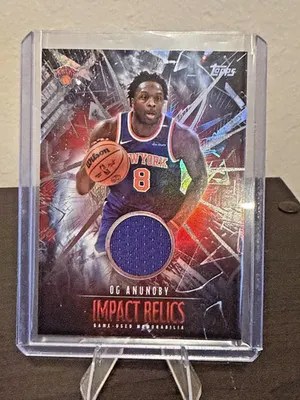 TOPPS
NEW YORK
8
OG ANUNOBY
IMPACT RELICS
GAME-USED MEMORABILIA